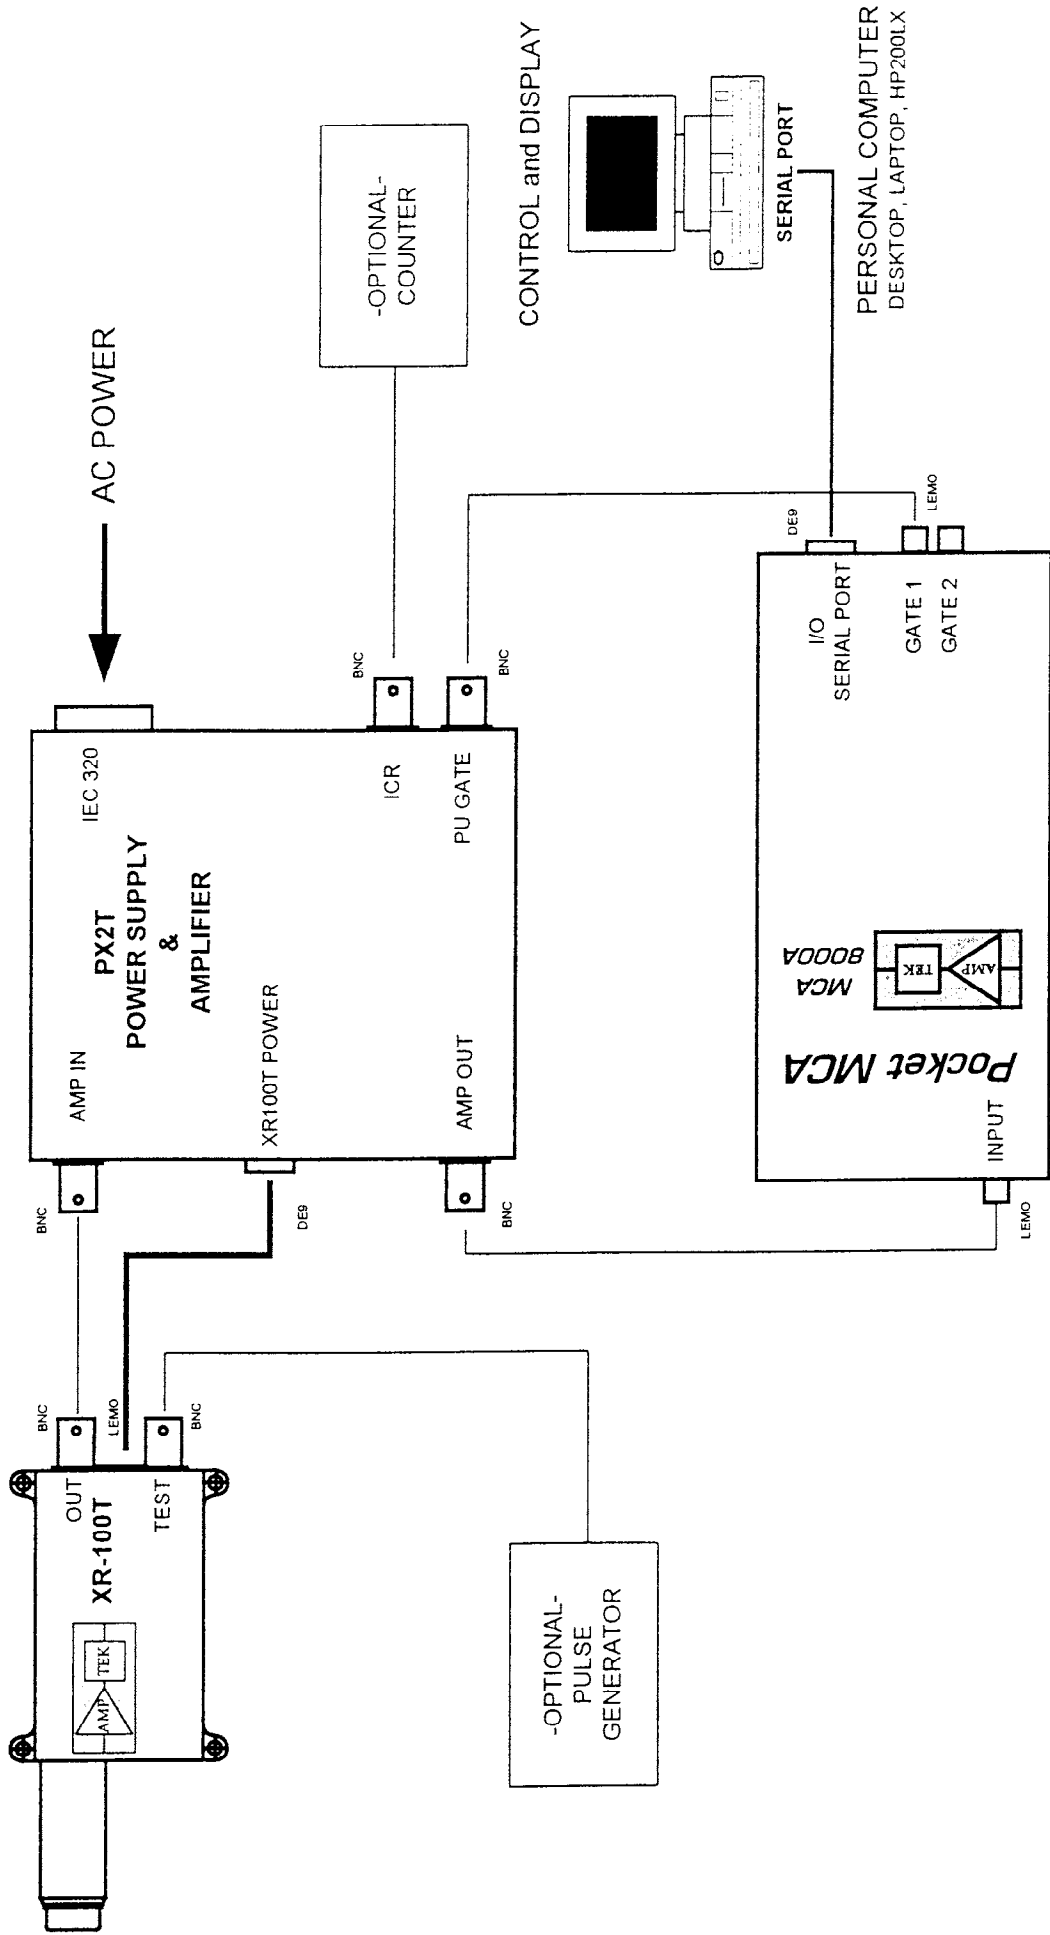 XR-100T
OUT
TEST
AMP
TEK
BNC
LEMO
BNC
-OPTIONAL-
PULSE
GENERATOR
BNC
DE9
BNC
AMP IN
XR100T POWER
AMP OUT
PX2T
POWER SUPPLY
&
AMPLIFIER
IEC 320
ICR
PU GATE
BNC
BNC
AC POWER
-OPTIONAL-
COUNTER
CONTROL and DISPLAY
SERIAL PORT
PERSONAL COMPUTER
DESKTOP, LAPTOP, HP200LX
LEMO
INPUT
Pocket MCA
MCA
8000A
AMP
TEK
I/O
SERIAL PORT
GATE 1
GATE 2
DE9
LEMO